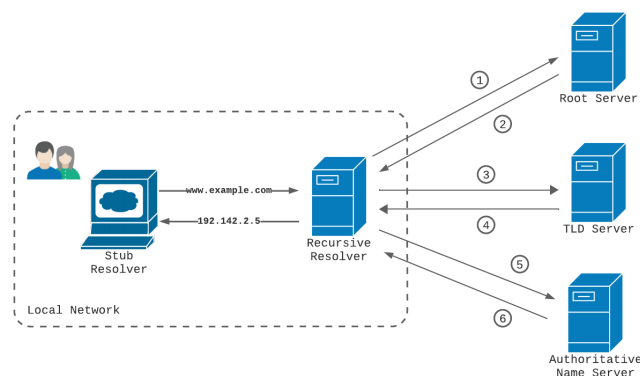 1
Root Server
2
3
www.example.com
192.142.2.5
TLD Server
4
Recursive
Resolver
Stub
Resolver
5
Local Network
6
Authoritative
Name Server